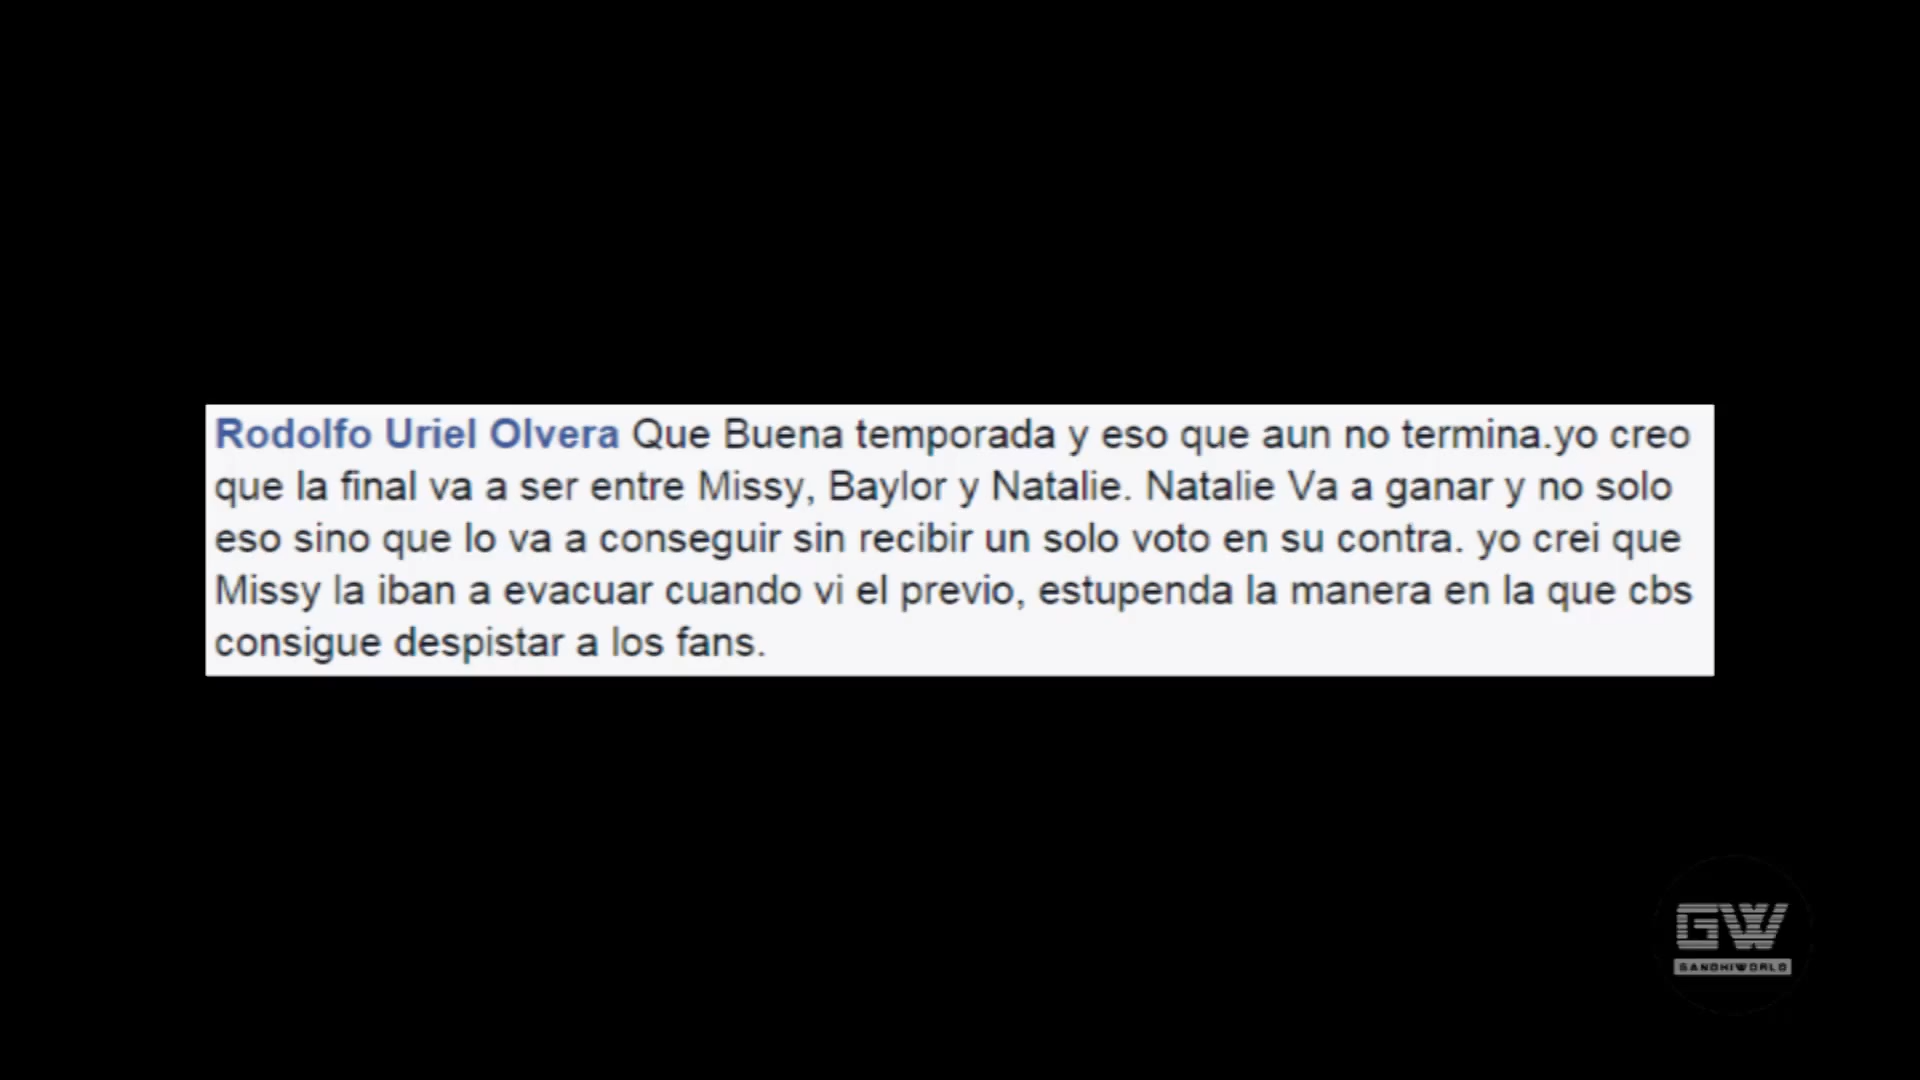 Rodolfo Uriel Olvera Que Buena temporada y eso que aun no termina.yo creo
que la final va a ser entre Missy, Baylor y Natalie. Natalie Va a ganar y no solo
eso sino que lo va a conseguir sin recibir un solo voto en su contra. yo crei que
Missy la iban a evacuar cuando vi el previo, estupenda la manera en la que cbs
consigue despistar a los fans.
GW
GANDHIWORLD